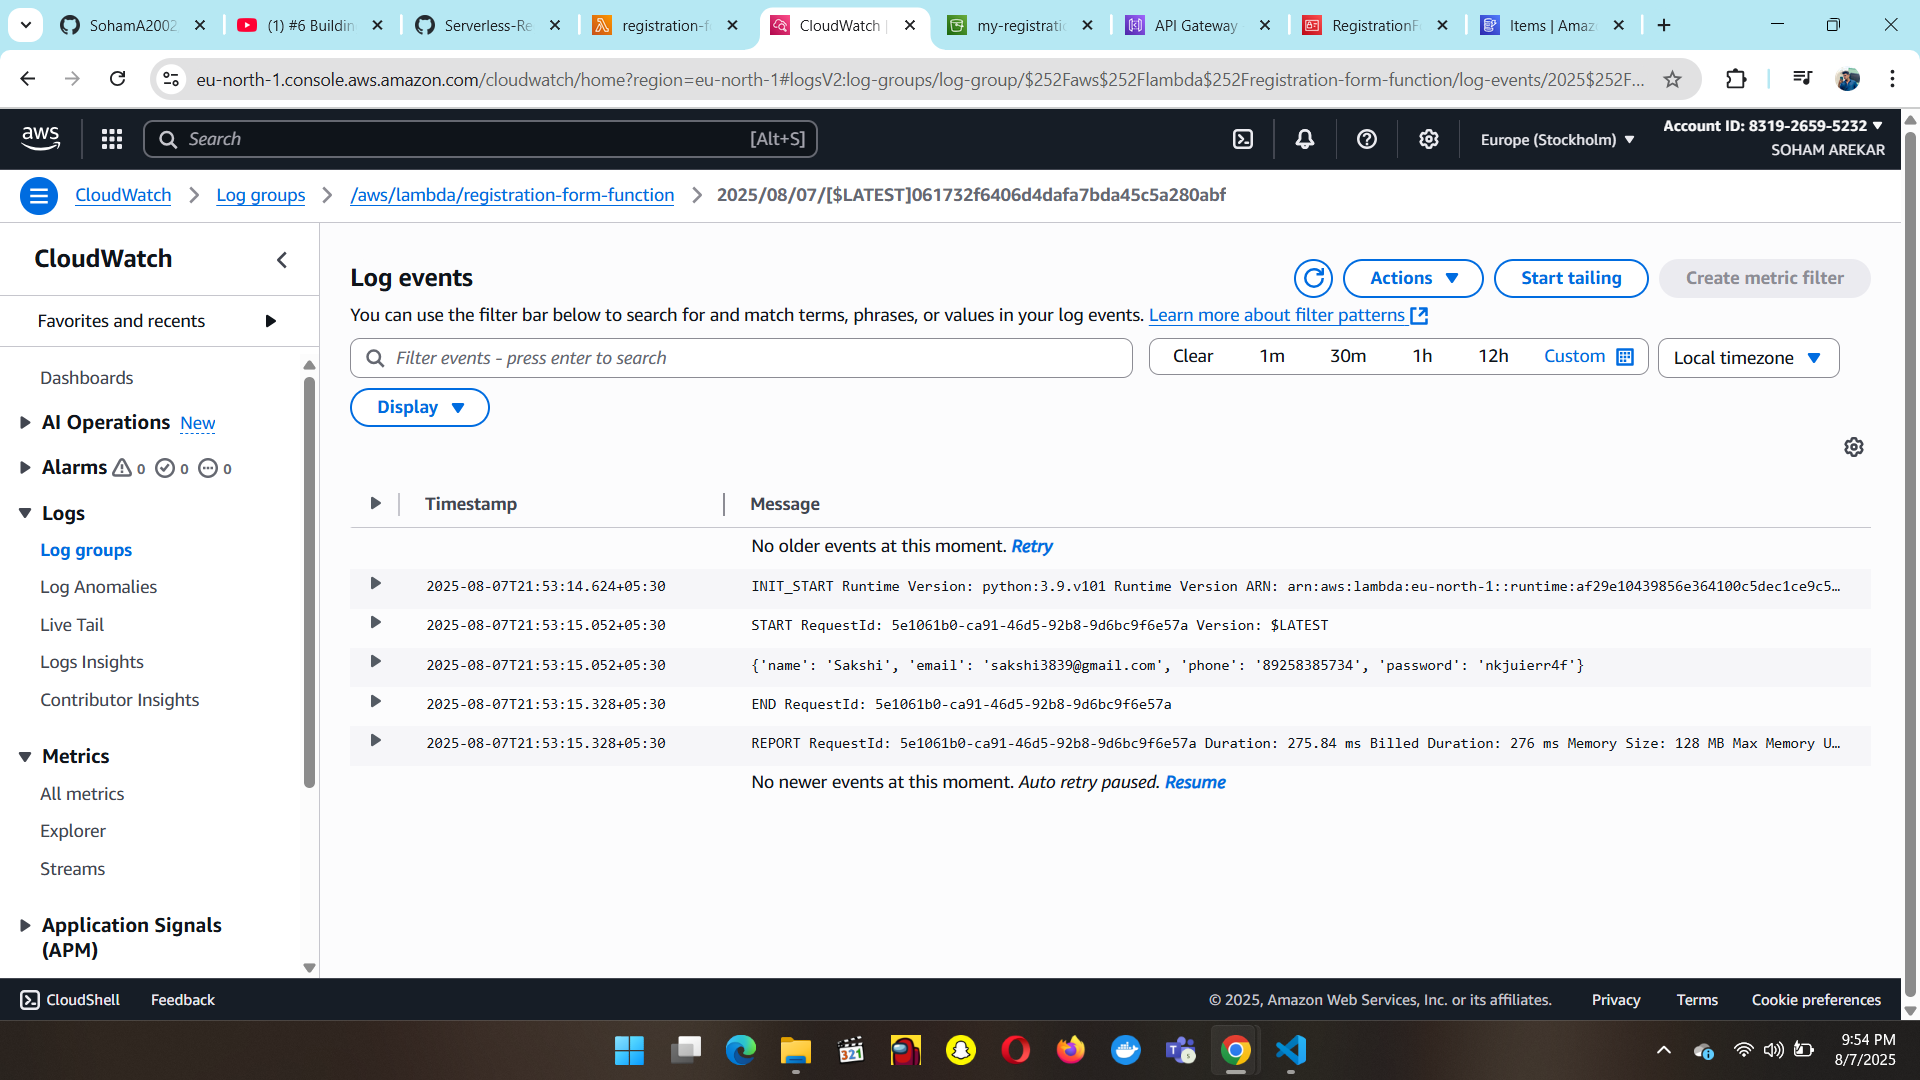 SohamA2002
(1) #6 Buildin
Serverless-Re
registration-f
CloudWatch |
my-registratio
API Gateway
RegistrationF
Items | Amaz
eu-north-1.console.aws.amazon.com/cloudwatch/home?region=eu-north-1#logsV2:log-groups/log-group/$252Faws$252Flambda$252Fregistration-form-function/log-events/2025$252F...
aws
Search
[Alt+S]
Europe (Stockholm)
Account ID: 8319-2659-5232
SOHAM AREKAR
CloudWatch
Log groups
/aws/lambda/registration-form-function
2025/08/07/[$LATEST]061732f6406d4dafa7bda45c5a280abf
CloudWatch
Favorites and recents
Dashboards
AI Operations New
Alarms 0 0 0
Logs
Log groups
Log Anomalies
Live Tail
Logs Insights
Contributor Insights
Metrics
All metrics
Explorer
Streams
Application Signals
(APM)
Log events
Actions
Start tailing
Create metric filter
You can use the filter bar below to search for and match terms, phrases, or values in your log events. Learn more about filter patterns
Filter events - press enter to search
Clear 1m 30m 1h 12h Custom
Local timezone
Display
Timestamp Message
No older events at this moment. Retry
2025-08-07T21:53:14.624+05:30 INIT_START Runtime Version: python:3.9.v101 Runtime Version ARN: arn:aws:lambda:eu-north-1::runtime:af29e10439856e364100c5dec1ce9c5…
2025-08-07T21:53:15.052+05:30 START RequestId: 5e1061b0-ca91-46d5-92b8-9d6bc9f6e57a Version: $LATEST
2025-08-07T21:53:15.052+05:30 {'name': 'Sakshi', 'email': 'sakshi3839@gmail.com', 'phone': '89258385734', 'password': 'nkjuierr4f'}
2025-08-07T21:53:15.328+05:30 END RequestId: 5e1061b0-ca91-46d5-92b8-9d6bc9f6e57a
2025-08-07T21:53:15.328+05:30 REPORT RequestId: 5e1061b0-ca91-46d5-92b8-9d6bc9f6e57a Duration: 275.84 ms Billed Duration: 276 ms Memory Size: 128 MB Max Memory U…
No newer events at this moment. Auto retry paused. Resume
CloudShell
Feedback
© 2025, Amazon Web Services, Inc. or its affiliates.
Privacy
Terms
Cookie preferences
321
9:54 PM
8/7/2025